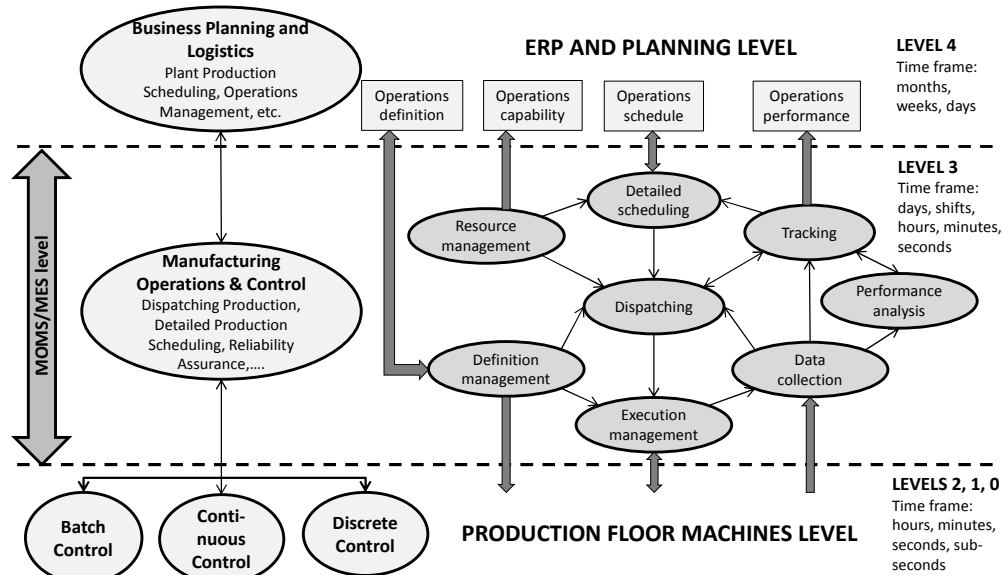 Business Planning and
Logistics
Plant Production
Scheduling, Operations
Management, etc.
ERP AND PLANNING LEVEL
LEVEL 4
Time frame:
months,
weeks, days
Operations
definition
Operations
capability
Operations
schedule
Operations
performance
MOMS/MES level
Manufacturing
Operations & Control
Dispatching Production,
Detailed Production
Scheduling, Reliability
Assurance,....
LEVEL 3
Time frame:
days, shifts,
hours, minutes,
seconds
Detailed
scheduling
Resource
management
Tracking
Dispatching
Performance
analysis
Definition
management
Data
collection
Execution
management
Batch
Control
Conti-
nuous
Control
Discrete
Control
PRODUCTION FLOOR MACHINES LEVEL
LEVELS 2, 1, 0
Time frame:
hours, minutes,
seconds, sub-
seconds